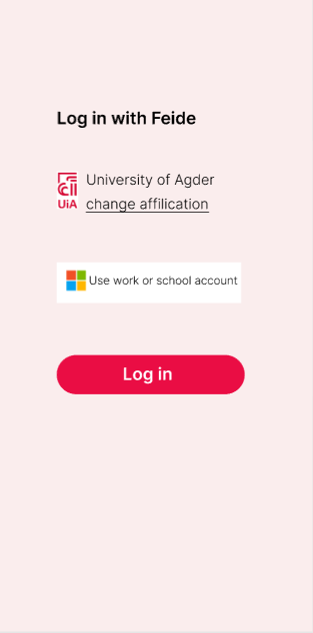 Log in with Feide
University of Agder
change affilication
UiA
Use work or school account
Log in